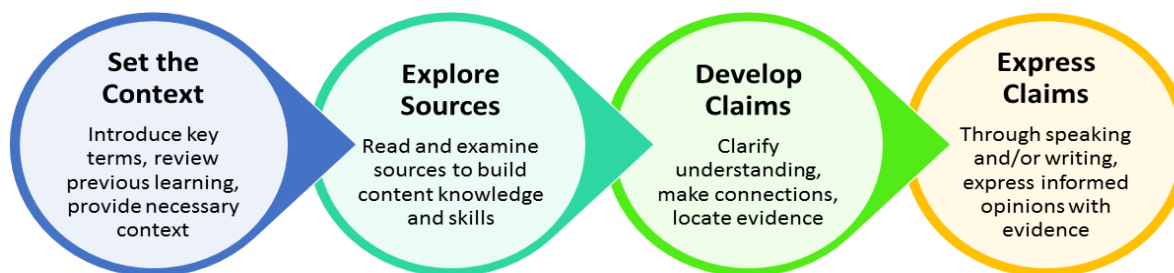 Set the
Context
Introduce key
terms, review
previous learning,
provide necessary
context
Explore
Sources
Read and examine
sources to build
content knowledge
and skills
Develop
Claims
Clarify
understanding,
make connections,
locate evidence
Express
Claims
Through speaking
and/or writing,
express informed
opinions with
evidence